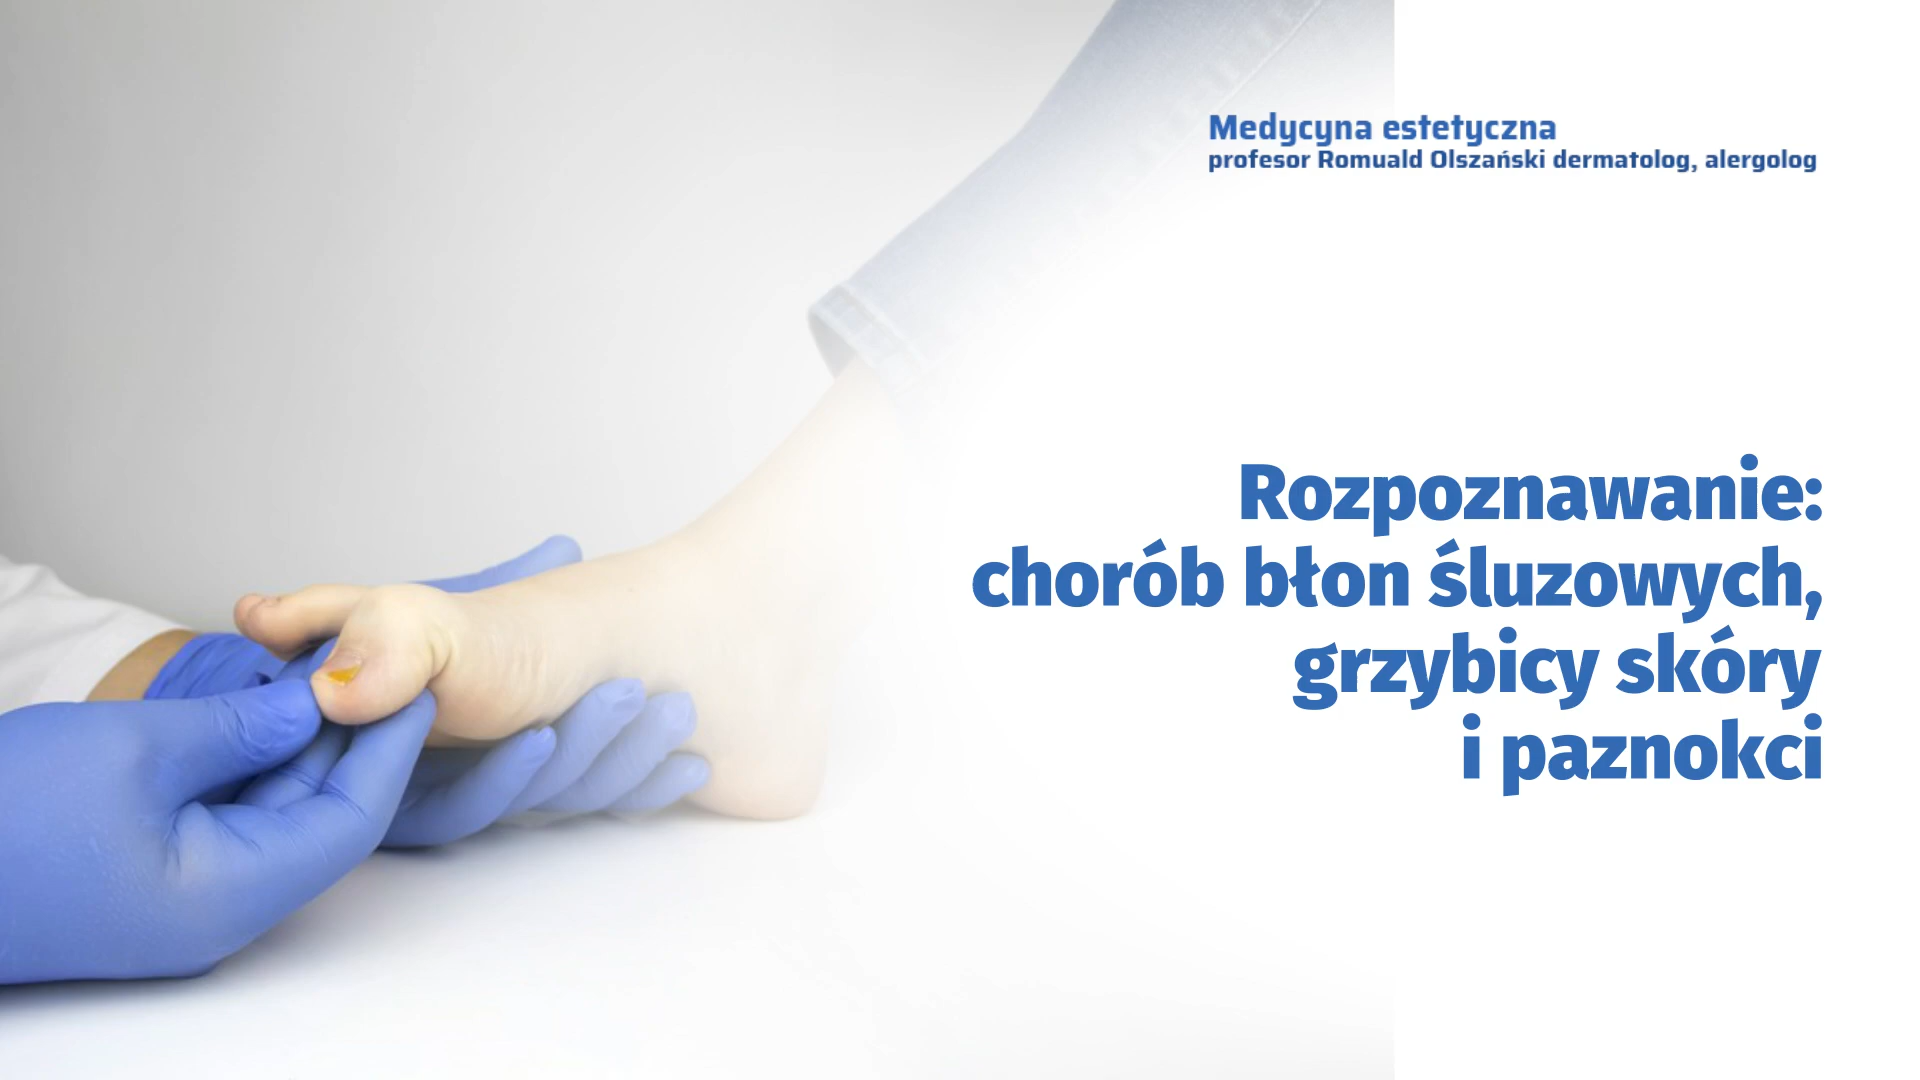 Medycyna estetyczna
profesor Romuald Olszański dermatolog, alergolog
Rozpoznawanie:
chorób błon śluzowych,
grzybicy skóry
i paznokci